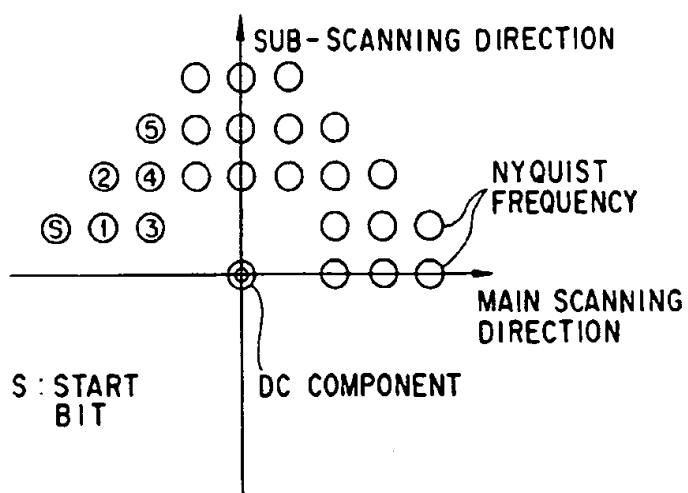 SUB-SCANNING DIRECTION
5
2 4
NYQUIST
FREQUENCY
S 1 3
MAIN SCANNING
DIRECTION
S : START
BIT
DC COMPONENT